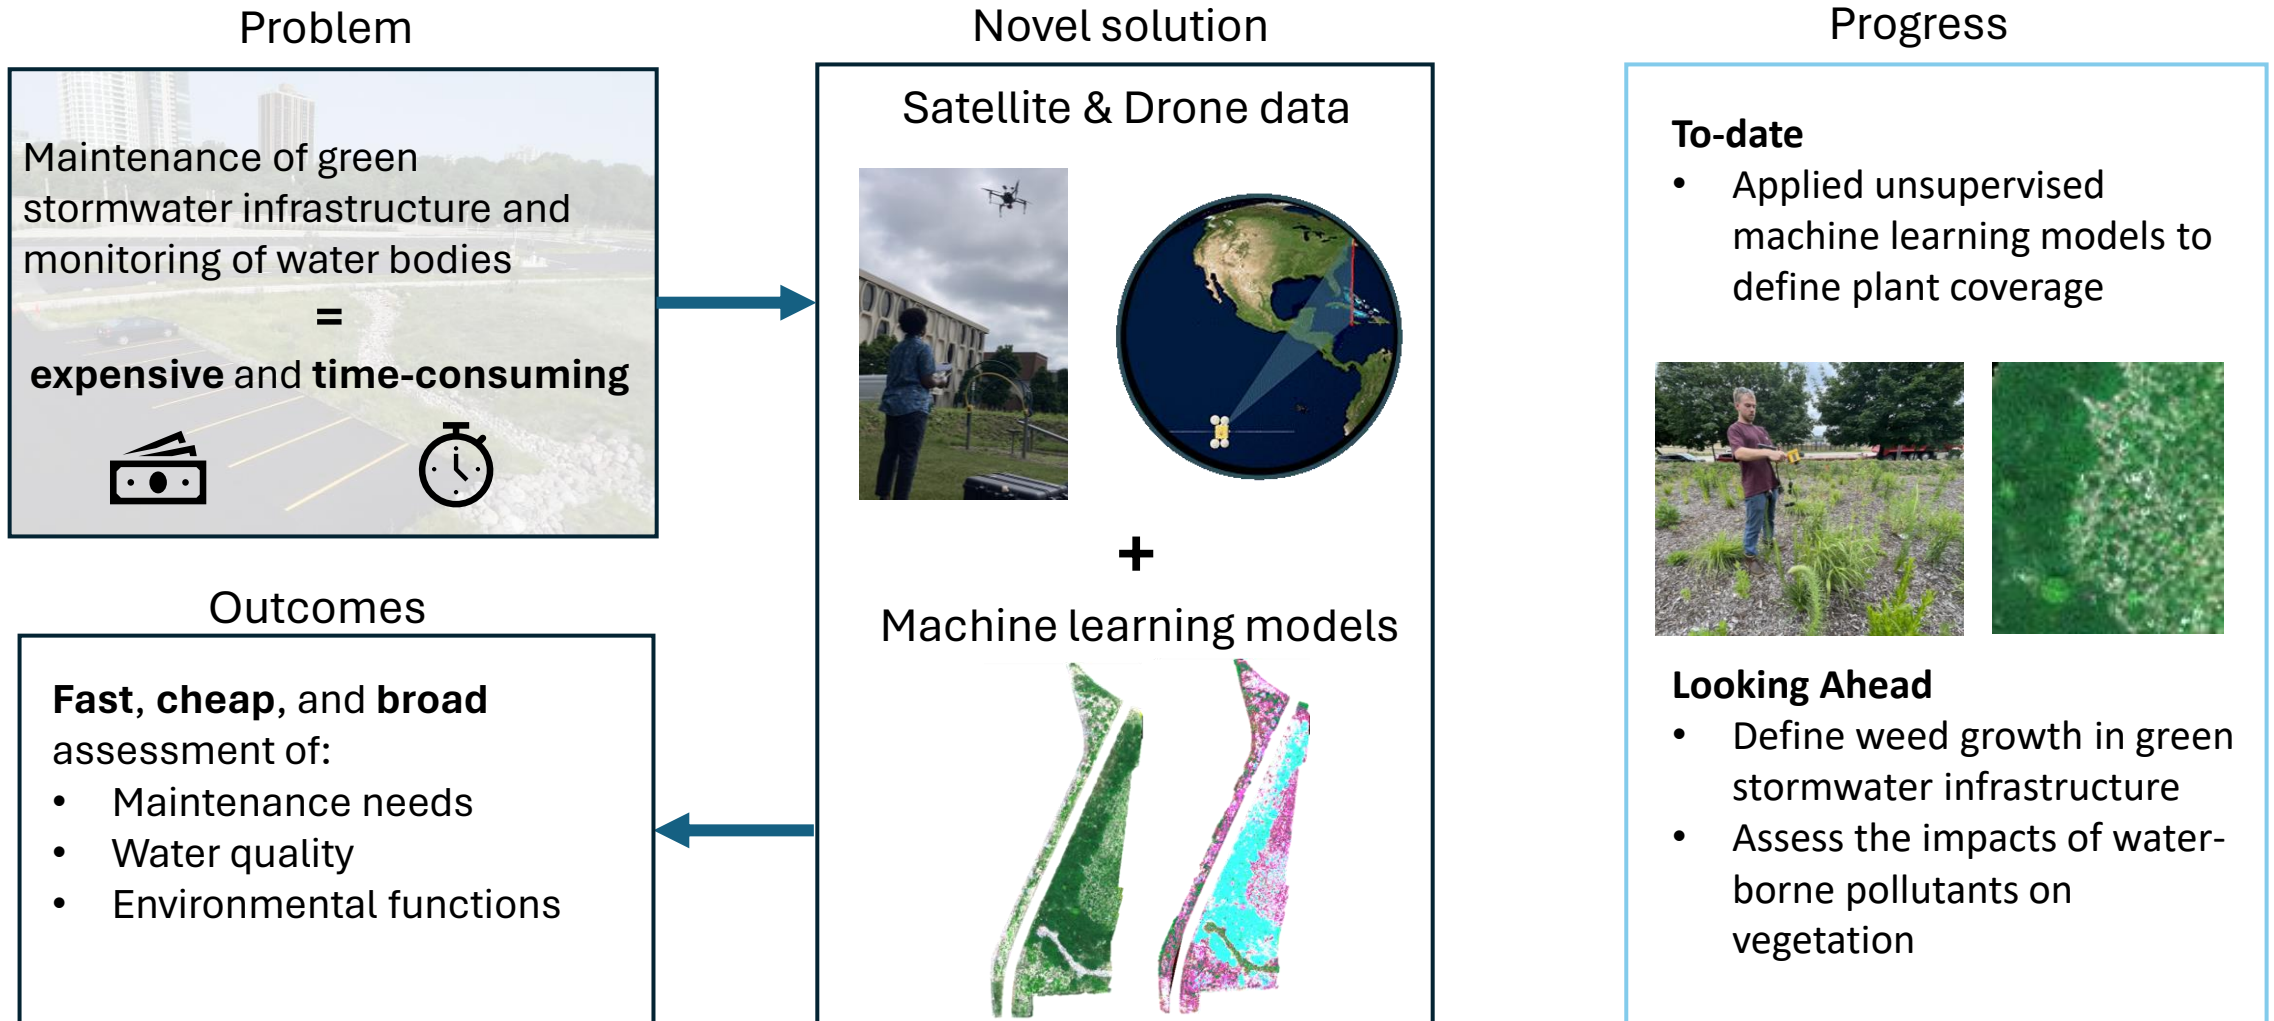 Problem
Maintenance of green
stormwater infrastructure and
monitoring of water bodies
=
expensive and time-consuming
Outcomes
Fast, cheap, and broad
assessment of:
• Maintenance needs
• Water quality
• Environmental functions
Novel solution
Satellite & Drone data
+
Machine learning models
Progress
To-date
• Applied unsupervised
machine learning models to
define plant coverage
Looking Ahead
• Define weed growth in green
stormwater infrastructure
• Assess the impacts of water-
borne pollutants on
vegetation